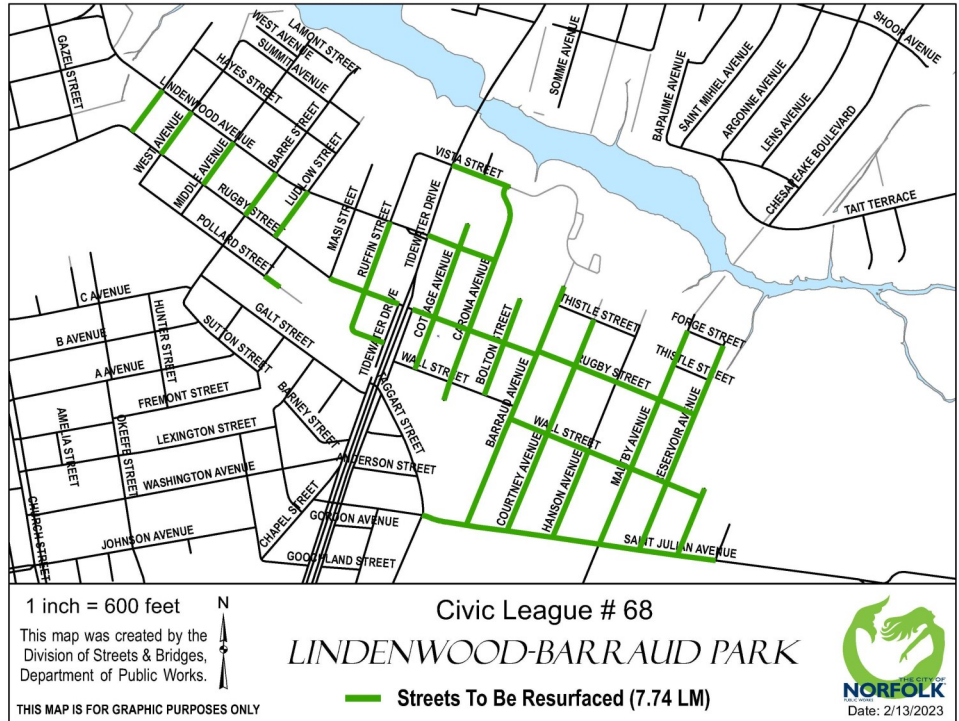 GAZEL STREET
WEST AVENUE
LAMONT STREET
SUMMIT AVENUE
HAYES STREET
LINDENWOOD AVENUE
WEST AVENUE
MIDDLE AVENUE
BARRE STREET
LUDLOW STREET
RUGBY STREET
POLLARD STREET
MASI STREET
RUFFIN STREET
TIDEWATER DRIVE
VISTA STREET
SOMME AVENUE
BAPAUME AVENUE
SAINT MIHIEL AVENUE
ARGONNE AVENUE
LENS AVENUE
CHESAPEAKE BOULEVARD
SHOOP AVENUE
TAIT TERRACE
C AVENUE
B AVENUE
A AVENUE
HUNTER STREET
SUTTON STREET
GALT STREET
TIDEWATER DRIVE
COTTAGE AVENUE
CARONA AVENUE
BOLTON STREET
WALL STREET
THISTLE STREET
RUGBY STREET
FORGE STREET
THISTLE STREET
FREMONT STREET
BARNEY STREET
TAGGART STREET
AMELIA STREET
OKEEFE STREET
LEXINGTON STREET
WASHINGTON AVENUE
ANDERSON STREET
BARRAUD AVENUE
WALL STREET
COURTNEY AVENUE
HANSON AVENUE
MALTBY AVENUE
RESERVOIR AVENUE
CHURCH STREET
JOHNSON AVENUE
CHAPEL STREET
GORDON AVENUE
GOOCHLAND STREET
SAINT JULIAN AVENUE
1 inch = 600 feet
N
This map was created by the
Division of Streets & Bridges,
Department of Public Works.
THIS MAP IS FOR GRAPHIC PURPOSES ONLY
Civic League # 68
LINDENWOOD-BARRAUD PARK
Streets To Be Resurfaced (7.74 LM)
THE CITY OF
NORFOLK
PUBLIC WORKS
Date: 2/13/2023